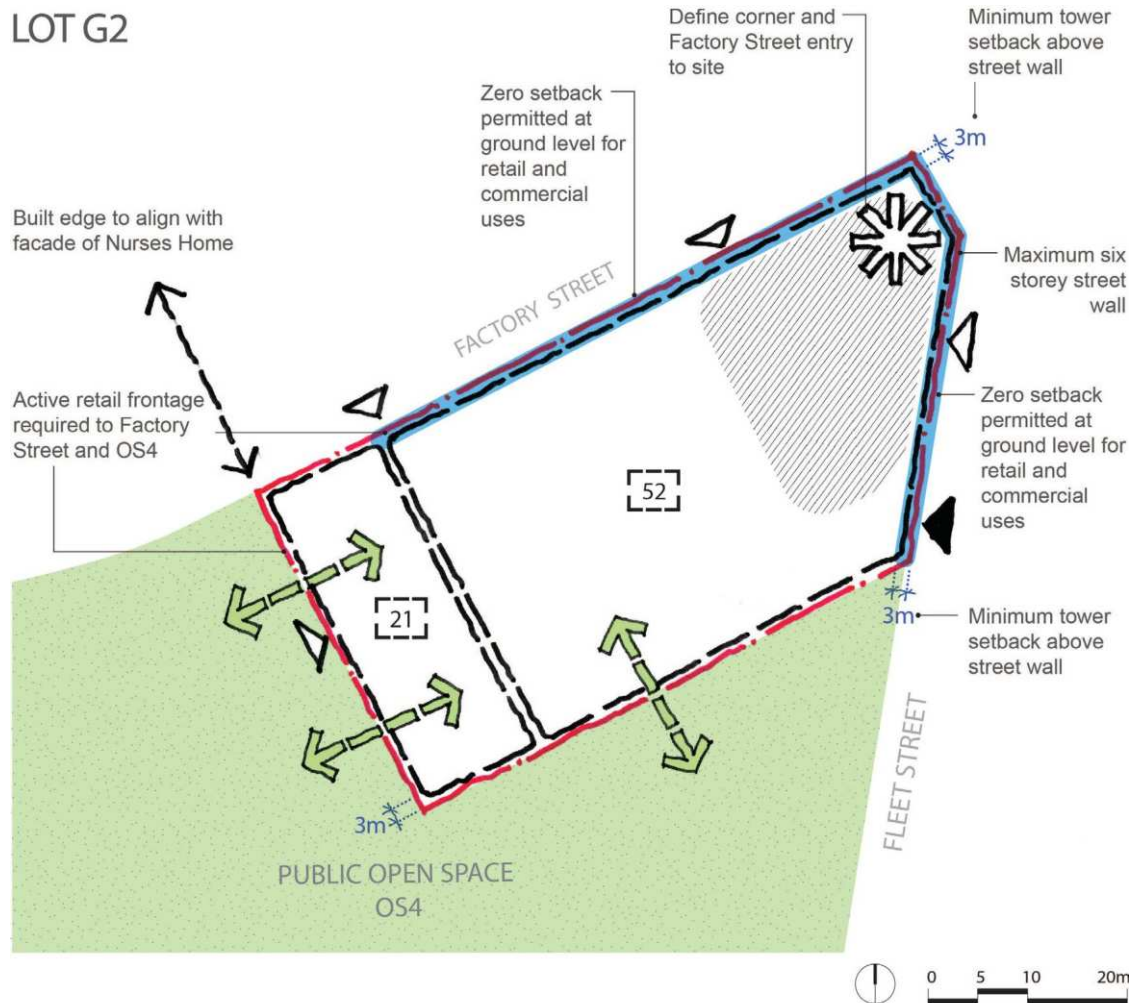 LOT G2
Define corner and
Factory Street entry
to site
Minimum tower
setback above
street wall
Zero setback
permitted at
ground level for
retail and
commercial
uses
3m
Built edge to align with
facade of Nurses Home
Maximum six
storey street
wall
FACTORY STREET
Active retail frontage
required to Factory
Street and OS4
Zero setback
permitted at
ground level for
retail and
commercial
uses
52
21
3m
Minimum tower
setback above
street wall
FLEET STREET
3m
PUBLIC OPEN SPACE
OS4
0 5 10 20m